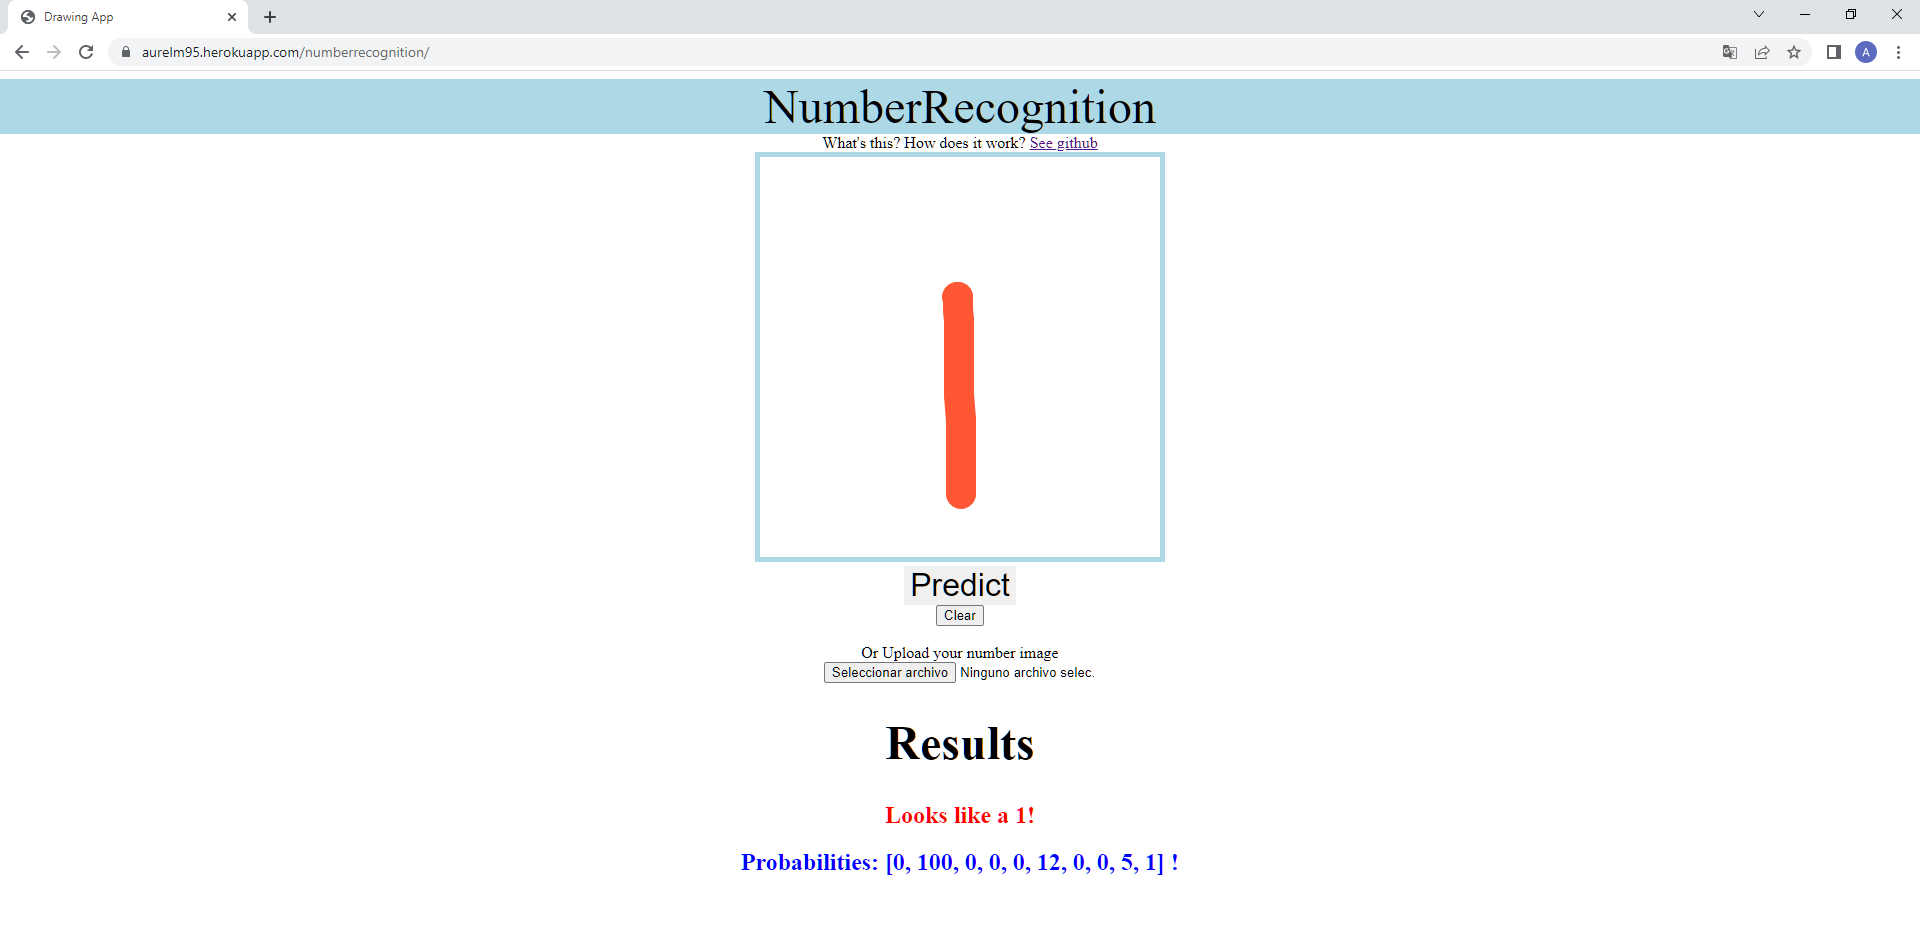 Drawing App
aurelm95.herokuapp.com/numberrecognition/
A
NumberRecognition
What's this? How does it work? See github
Predict
Clear
Or Upload your number image
Seleccionar archivo Ninguno archivo selec.
Results
Looks like a 1!
Probabilities: [0, 100, 0, 0, 0, 12, 0, 0, 5, 1] !